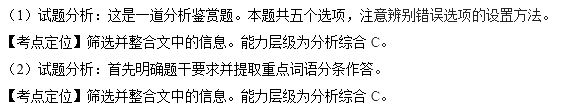 （1）试题分析：这是一道分析鉴赏题。本题共五个选项，注意辨别错误选项的设置方法。
【考点定位】筛选并整合文中的信息。能力层级为分析综合 C。
（2）试题分析：首先明确题干要求并提取重点词语分条作答。
【考点定位】筛选并整合文中的信息。能力层级为分析综合 C。